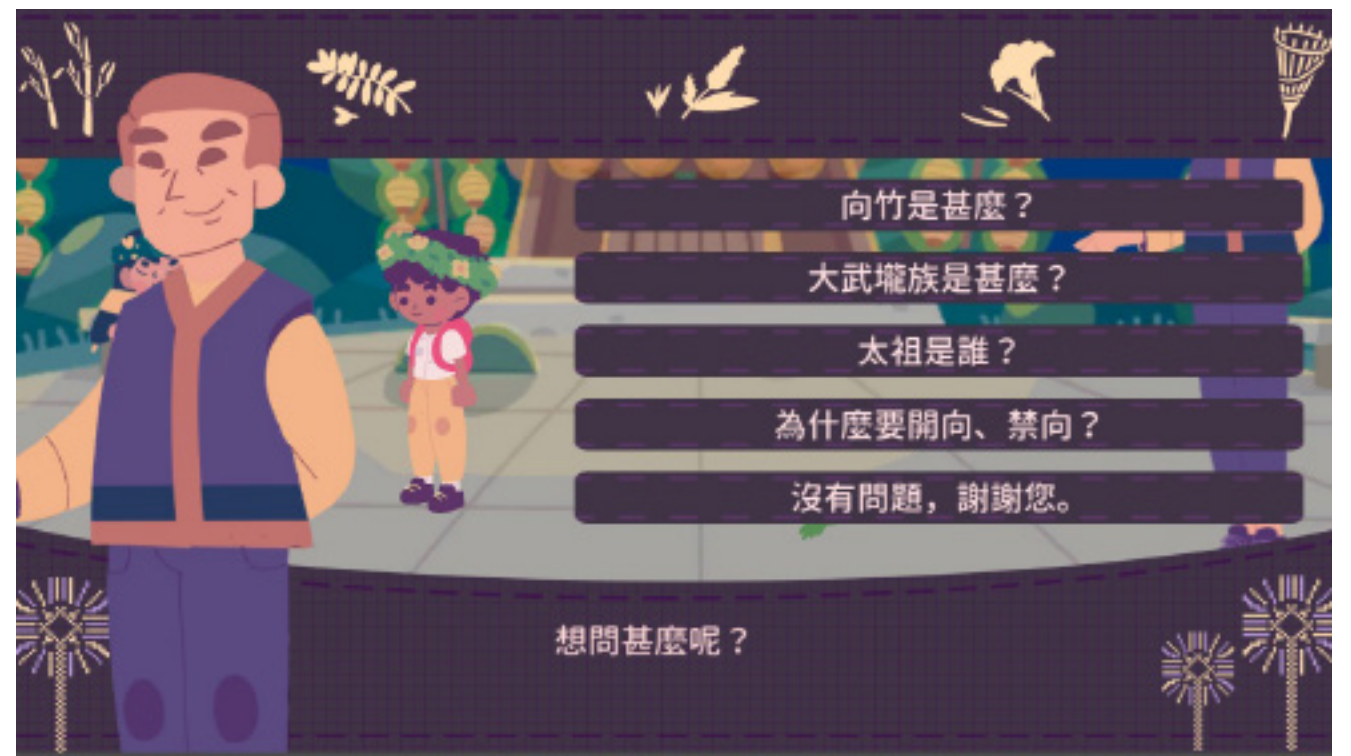 向竹是甚麼？
大武壠族是甚麼？
太祖是誰？
為什麼要開向、禁向？
沒有問題，謝謝您。
想問甚麼呢？